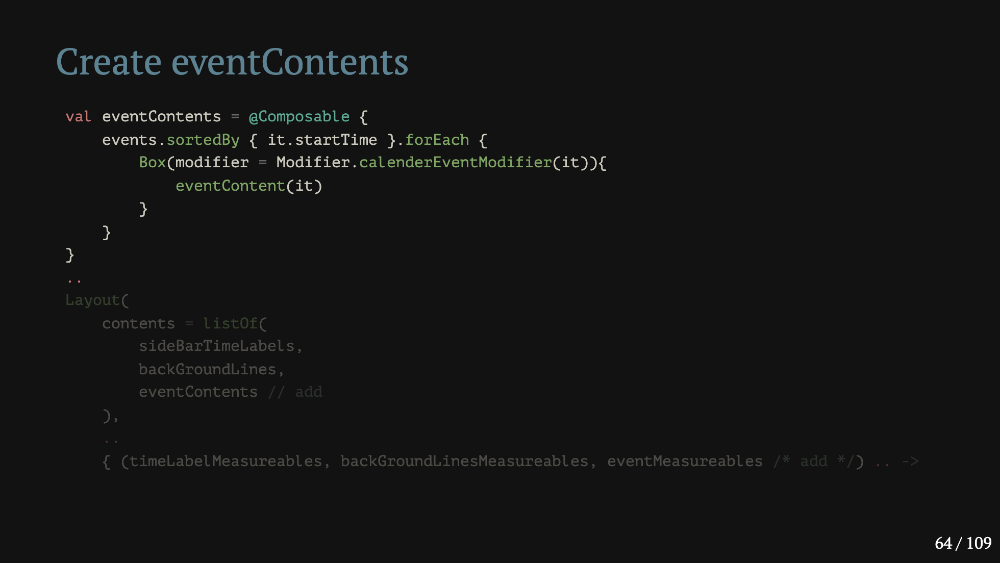 Create eventContents
val eventContents = @Composable {
    events.sortedBy { it.startTime }.forEach {
        Box(modifier = Modifier.calenderEventModifier(it)){
            eventContent(it)
        }
    }
}
..
Layout(
    contents = listOf(
        sideBarTimeLabels,
        backGroundLines,
        eventContents // add
    ),
    ..
    { (timeLabelMeasureables, backGroundLinesMeasureables, eventMeasureables /* add */) .. ->
64 / 109